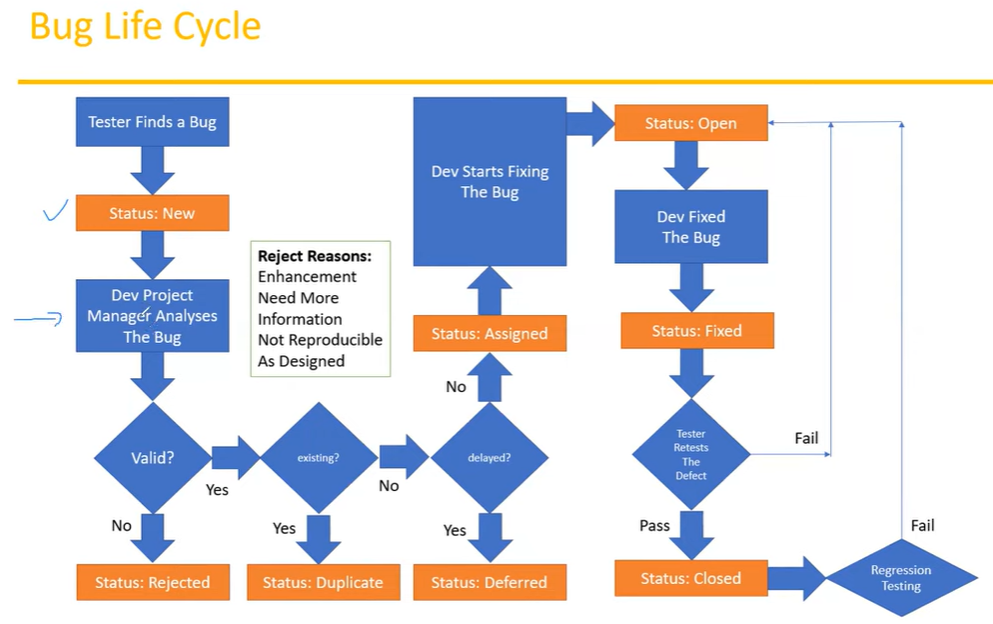 Bug Life Cycle
Tester Finds a Bug
Status: New
Dev Project
Manager Analyses
The Bug
Valid?
Yes
No
Status: Rejected
Reject Reasons:
Enhancement
Need More
Information
Not Reproducible
As Designed
existing?
No
Yes
Status: Duplicate
delayed?
Yes
Status: Deferred
No
Status: Assigned
Dev Starts Fixing
The Bug
Status: Open
Dev Fixed
The Bug
Status: Fixed
Tester
Retests
The
Defect
Fail
Pass
Status: Closed
Regression
Testing
Fail